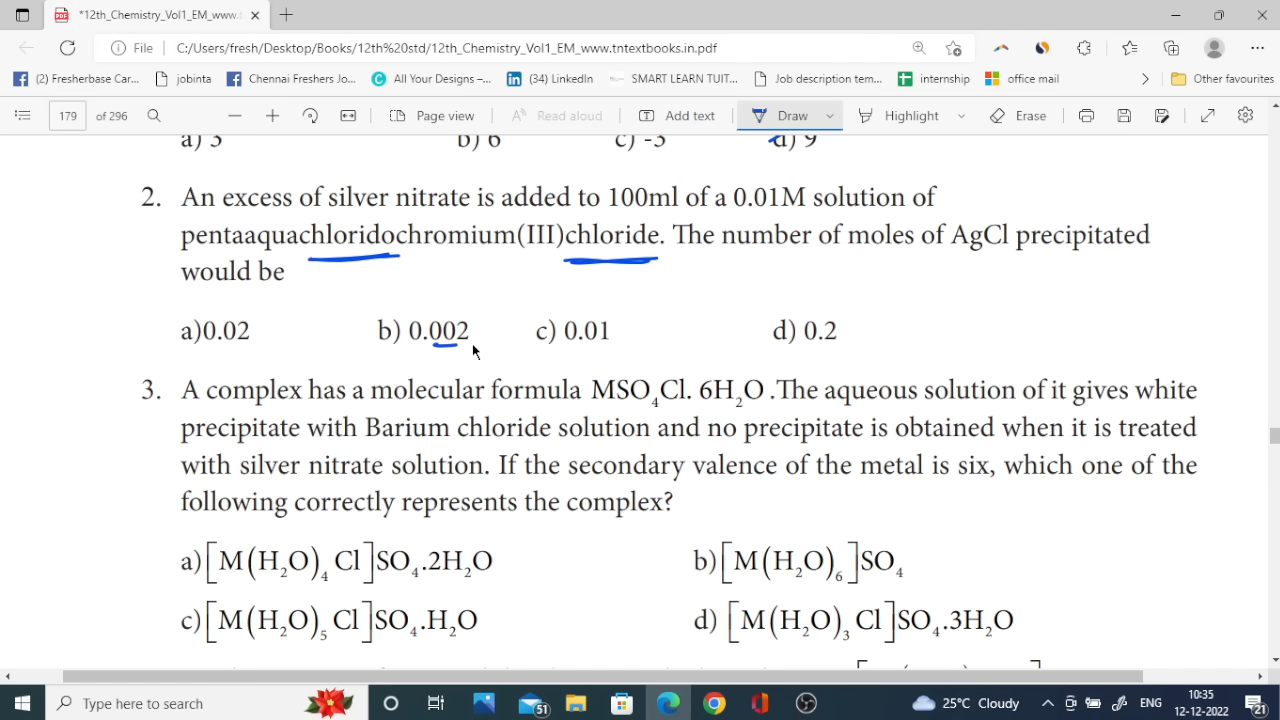 *12th_Chemistry_Vol1_EM_www.t
File
C:/Users/fresh/Desktop/Books/12th%20std/12th_Chemistry_Vol1_EM_www.tntextbooks.in.pdf
(2) Fresherbase Car...
jobinta
Chennai Freshers Jo...
All Your Designs –...
(34) LinkedIn
SMART LEARN TUIT...
Job description tem...
internship
office mail
Other favourites
179 of 296
Page view
Read aloud
Add text
Draw
Highlight
Erase
a) 3 b) 6 c) -3 d) 9
2. An excess of silver nitrate is added to 100ml of a 0.01M solution of
pentaaquachloridochromium(III)chloride. The number of moles of AgCl precipitated
would be
a)0.02 b) 0.002 c) 0.01 d) 0.2
3. A complex has a molecular formula MSO₄Cl. 6H₂O .The aqueous solution of it gives white
precipitate with Barium chloride solution and no precipitate is obtained when it is treated
with silver nitrate solution. If the secondary valence of the metal is six, which one of the
following correctly represents the complex?
a)[M(H₂O)₄Cl]SO₄.2H₂O b)[M(H₂O)₆]SO₄
c)[M(H₂O)₅Cl]SO₄.H₂O d) [M(H₂O)₃Cl]SO₄.3H₂O
Type here to search
51
25°C Cloudy
ENG
10:35
12-12-2022
21